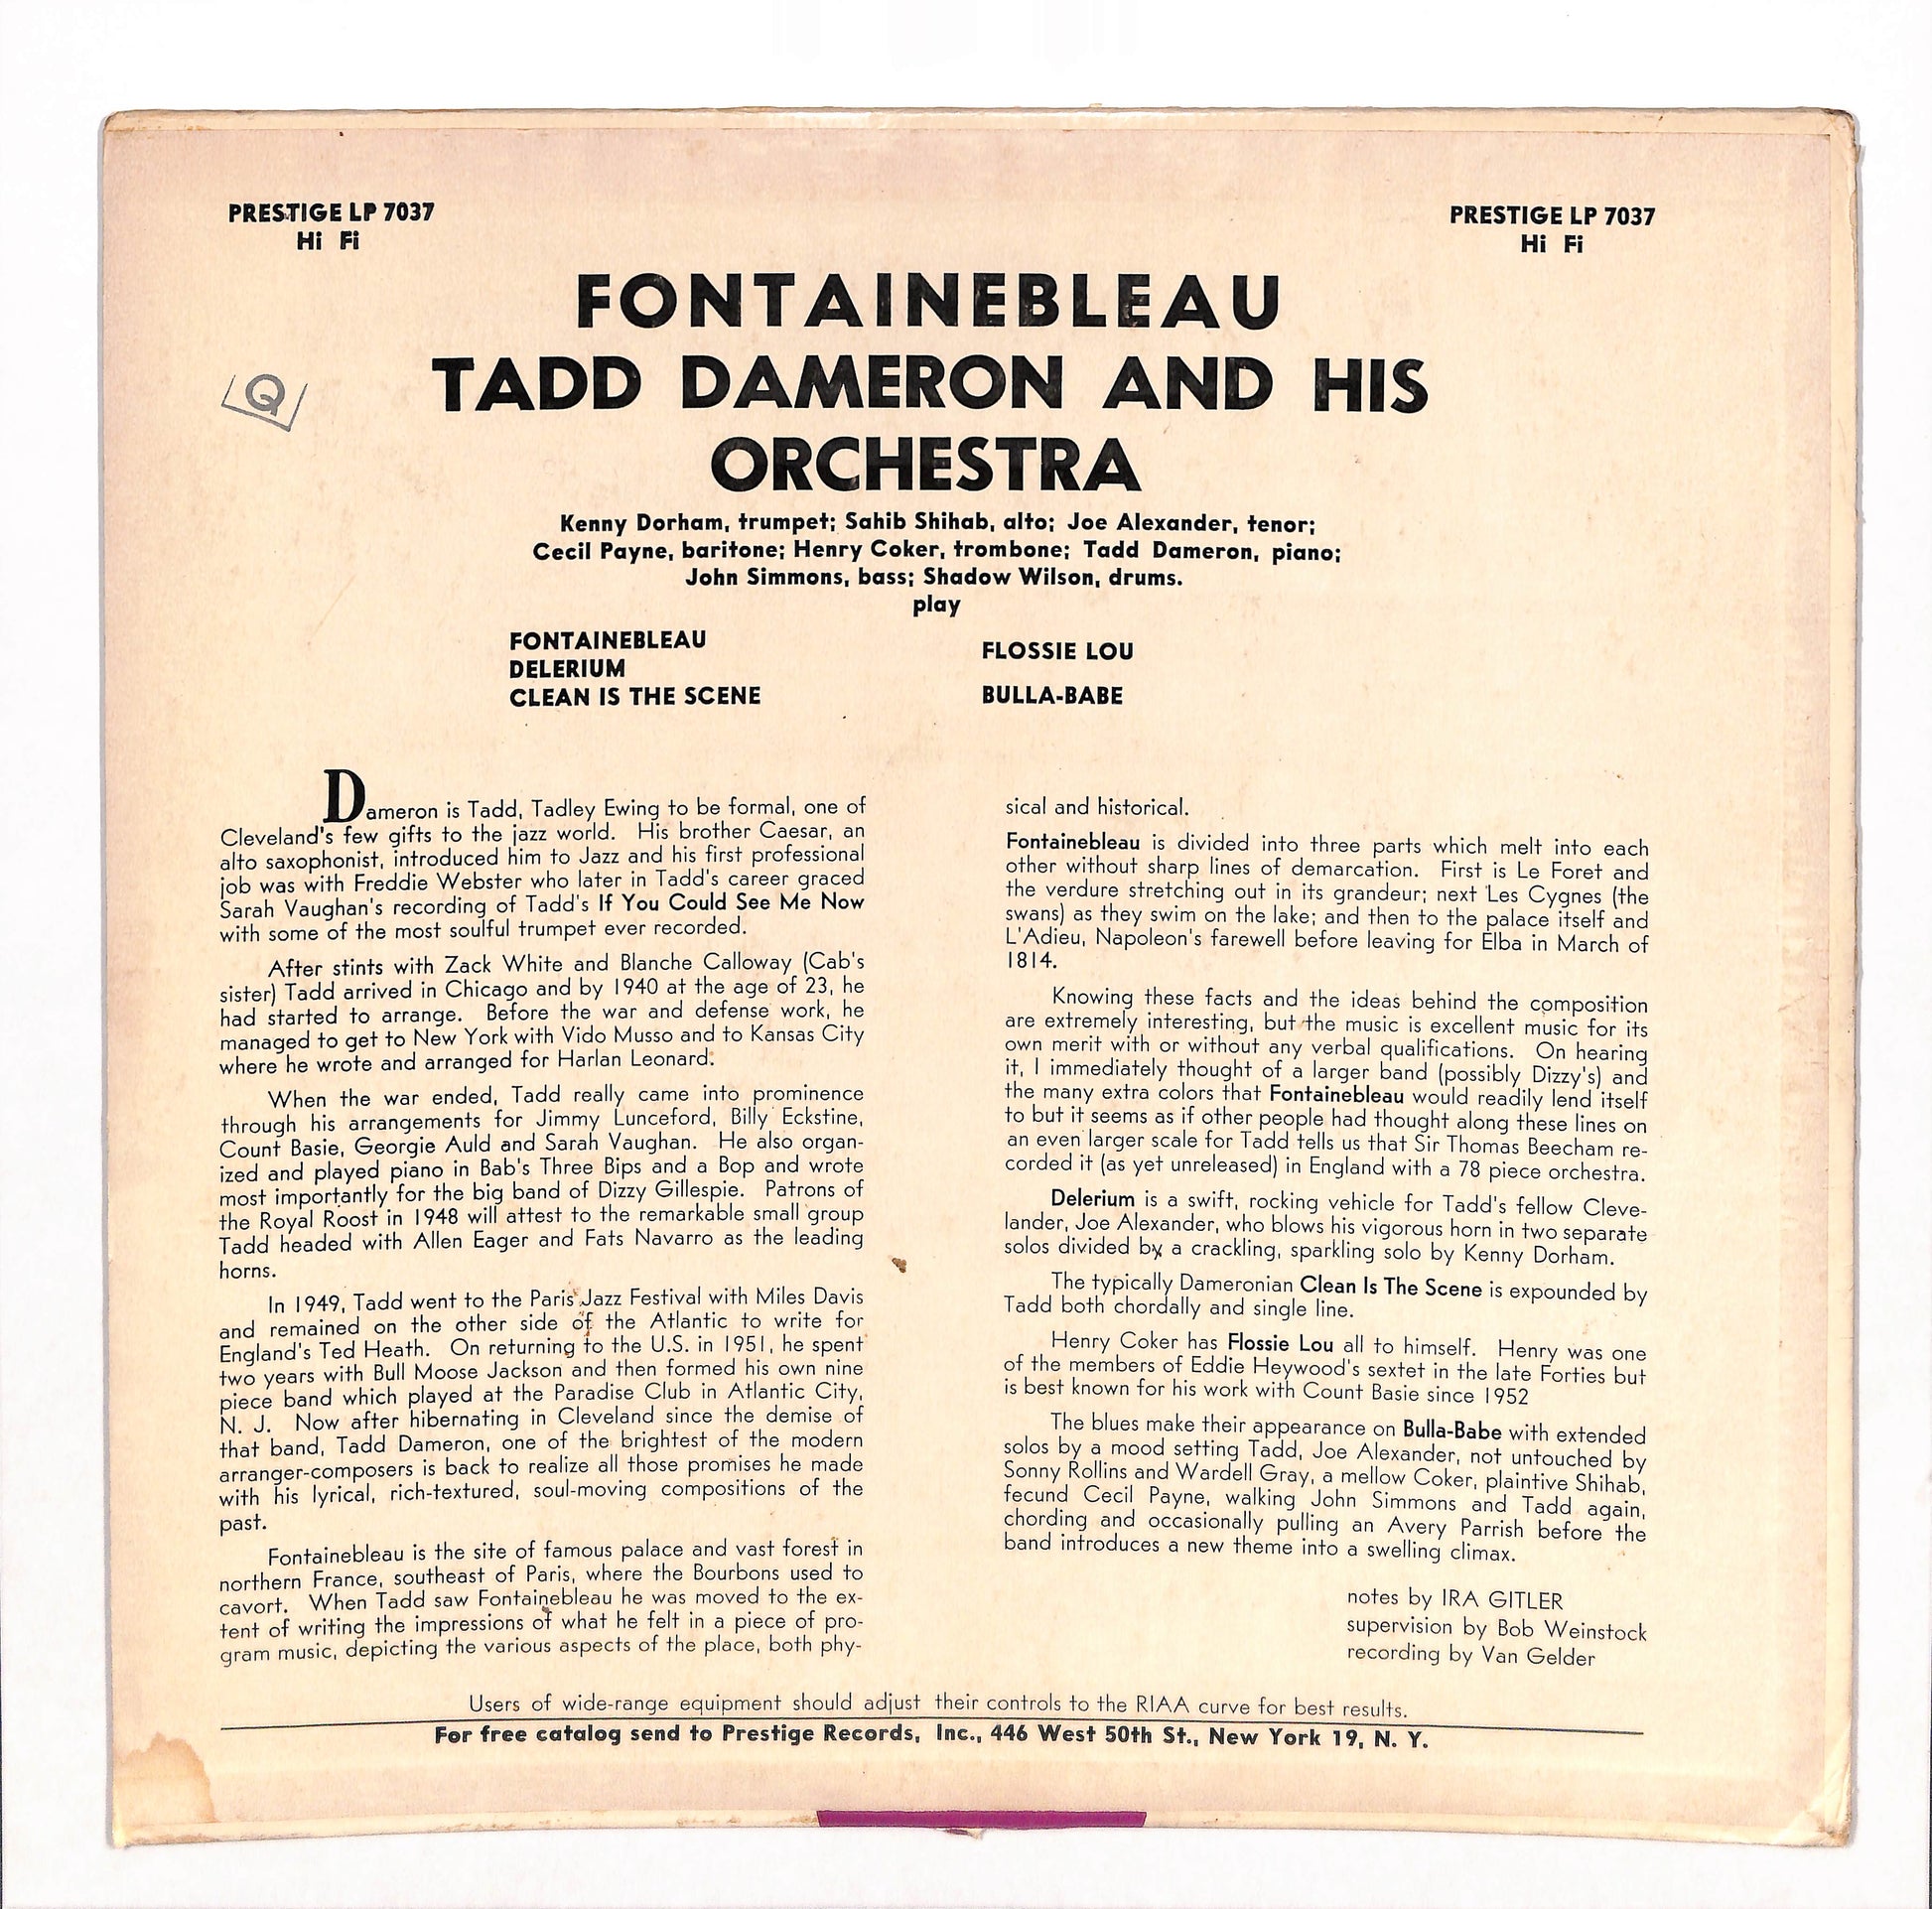 PRESTIGE LP 7037
Hi Fi
PRESTIGE LP 7037
Hi Fi
FONTAINEBLEAU
TADD DAMERON AND HIS
ORCHESTRA
Q
Kenny Dorham, trumpet; Sahib Shihab, alto; Joe Alexander, tenor;
Cecil Payne, baritone; Henry Coker, trombone; Tadd Dameron, piano;
John Simmons, bass; Shadow Wilson, drums.
play
FONTAINEBLEAU
DELERIUM
CLEAN IS THE SCENE
FLOSSIE LOU
BULLA-BABE
Dameron is Tadd, Tadley Ewing to be formal, one of
Cleveland's few gifts to the jazz world. His brother Caesar, an
alto saxophonist, introduced him to Jazz and his first professional
job was with Freddie Webster who later in Tadd's career graced
Sarah Vaughan's recording of Tadd's If You Could See Me Now
with some of the most soulful trumpet ever recorded.
After stints with Zack White and Blanche Calloway (Cab's
sister) Tadd arrived in Chicago and by 1940 at the age of 23, he
had started to arrange. Before the war and defense work, he
managed to get to New York with Vido Musso and to Kansas City
where he wrote and arranged for Harlan Leonard.
When the war ended, Tadd really came into prominence
through his arrangements for Jimmy Lunceford, Billy Eckstine,
Count Basie, Georgie Auld and Sarah Vaughan. He also organ-
ized and played piano in Bab's Three Bips and a Bop and wrote
most importantly for the big band of Dizzy Gillespie. Patrons of
the Royal Roost in 1948 will attest to the remarkable small group
Tadd headed with Allen Eager and Fats Navarro as the leading
horns.
In 1949, Tadd went to the Paris Jazz Festival with Miles Davis
and remained on the other side of the Atlantic to write for
England's Ted Heath. On returning to the U.S. in 1951, he spent
two years with Bull Moose Jackson and then formed his own nine
piece band which played at the Paradise Club in Atlantic City,
N. J. Now after hibernating in Cleveland since the demise of
that band, Tadd Dameron, one of the brightest of the modern
arranger-composers is back to realize all those promises he made
with his lyrical, rich-textured, soul-moving compositions of the
past.
Fontainebleau is the site of famous palace and vast forest in
northern France, southeast of Paris, where the Bourbons used to
cavort. When Tadd saw Fontainebleau he was moved to the ex-
tent of writing the impressions of what he felt in a piece of pro-
gram music, depicting the various aspects of the place, both phy-
sical and historical.
Fontainebleau is divided into three parts which melt into each
other without sharp lines of demarcation. First is Le Foret and
the verdure stretching out in its grandeur; next Les Cygnes (the
swans) as they swim on the lake; and then to the palace itself and
L'Adieu, Napoleon's farewell before leaving for Elba in March of
1814.
Knowing these facts and the ideas behind the composition
are extremely interesting, but the music is excellent music for its
own merit with or without any verbal qualifications. On hearing
it, I immediately thought of a larger band (possibly Dizzy's) and
the many extra colors that Fontainebleau would readily lend itself
to but it seems as if other people had thought along these lines on
an even larger scale for Tadd tells us that Sir Thomas Beecham re-
corded it (as yet unreleased) in England with a 78 piece orchestra.
Delerium is a swift, rocking vehicle for Tadd's fellow Cleve-
lander, Joe Alexander, who blows his vigorous horn in two separate
solos divided by a crackling, sparkling solo by Kenny Dorham.
The typically Dameronian Clean Is The Scene is expounded by
Tadd both chordally and single line.
Henry Coker has Flossie Lou all to himself. Henry was one
of the members of Eddie Heywood's sextet in the late Forties but
is best known for his work with Count Basie since 1952
The blues make their appearance on Bulla-Babe with extended
solos by a mood setting Tadd, Joe Alexander, not untouched by
Sonny Rollins and Wardell Gray, a mellow Coker, plaintive Shihab,
fecund Cecil Payne, walking John Simmons and Tadd again,
chording and occasionally pulling an Avery Parrish before the
band introduces a new theme into a swelling climax.
notes by IRA GITLER
supervision by Bob Weinstock
recording by Van Gelder
Users of wide-range equipment should adjust their controls to the RIAA curve for best results.
For free catalog send to Prestige Records, Inc., 446 West 50th St., New York 19, N. Y.